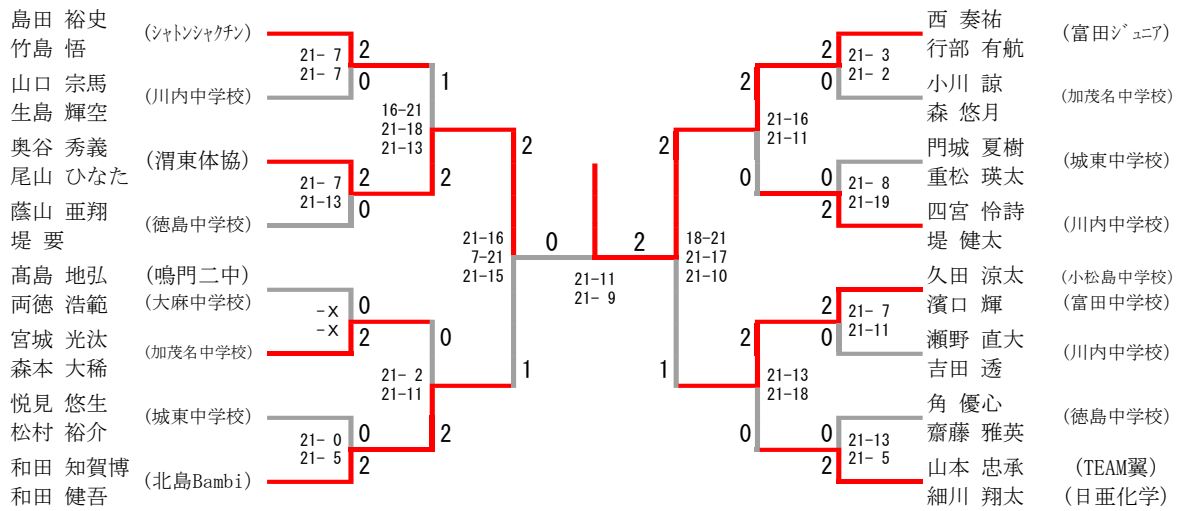 島田 裕史
竹島 悟
(シャトンシャクチン)
山口 宗馬
生島 輝空
(川内中学校)
奥谷 秀義
尾山 ひなた
(渭東体協)
蔭山 亜翔
堤 要
(徳島中学校)
髙島 地弘
(鳴門二中)
両徳 浩範
(大麻中学校)
宮城 光汰
森本 大稀
(加茂名中学校)
悦見 悠生
松村 裕介
(城東中学校)
和田 知賀博
和田 健吾
(北島Bambi)
21- 7
21- 7
2
0
21- 7
21-13
2
0
-X
-X
0
2
21- 0
21- 5
0
2
16-21
21-18
21-13
1
2
21- 2
21-11
0
2
21-16
7-21
21-15
2
1
0
2
21-11
21- 9
18-21
21-17
21-10
2
1
21-16
21-11
2
0
21-13
21-18
2
0
2
0
21- 3
21- 2
0
2
21- 8
21-19
2
0
21- 7
21-11
0
2
21-13
21- 5
西 奏祐
行部 有航
(富田ジュニア)
小川 諒
森 悠月
(加茂名中学校)
門城 夏樹
重松 瑛太
(城東中学校)
四宮 怜詩
堤 健太
(川内中学校)
久田 涼太
(小松島中学校)
濱口 輝
(富田中学校)
瀬野 直大
吉田 透
(川内中学校)
角 優心
齋藤 雅英
(徳島中学校)
山本 忠承
(TEAM翼)
細川 翔太
(日亜化学)